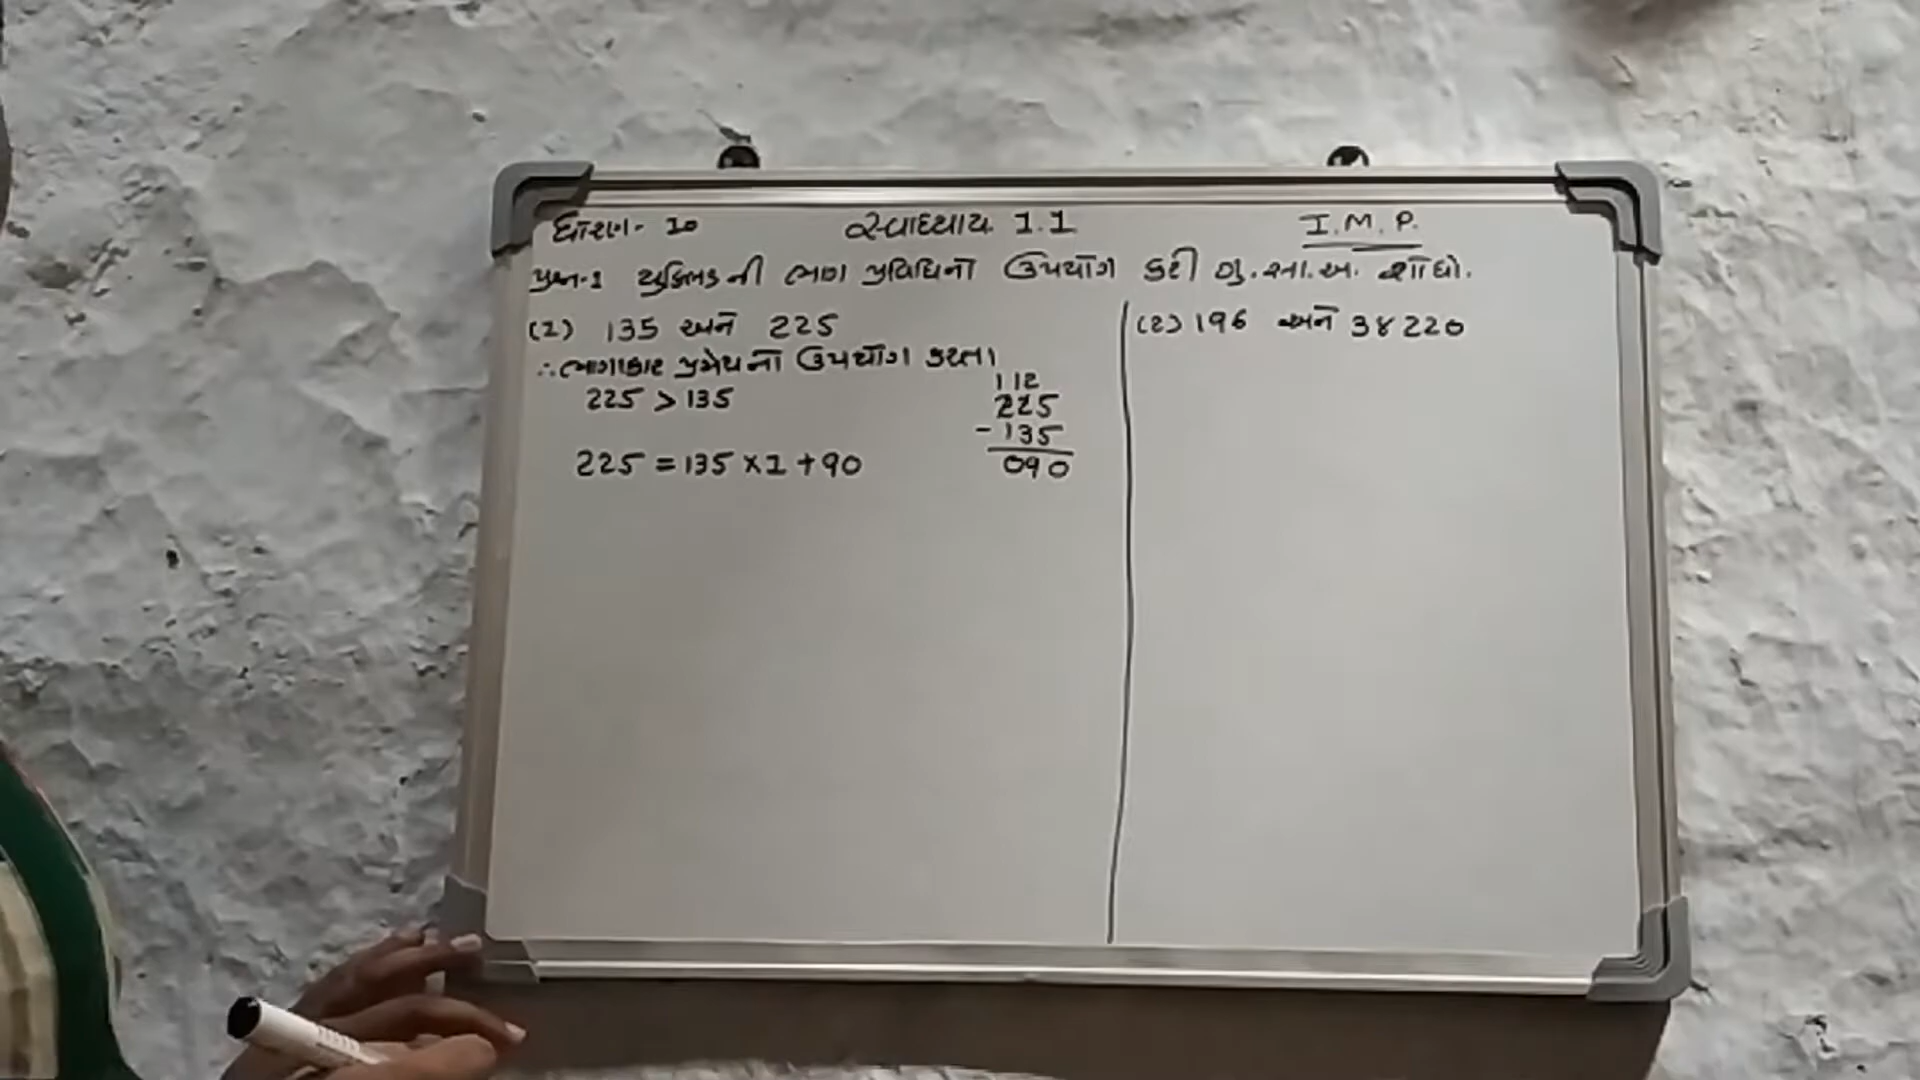 ધોરણ- 10 સ્વાધ્યાય 1.1 I.M.P.
પ્રશ્ન-1 યુક્લિડ ની ભાગ પ્રવિધિનો ઉપયોગ કરી ગુ.સા.અ. શોધો.
(1) 135 અને 225
∴ ભાગાકાર પ્રમેયનો ઉપયોગ કરતા
225 > 135
225 = 135 × 1 + 90
112
225
- 135
090
(2) 196 અને 38220